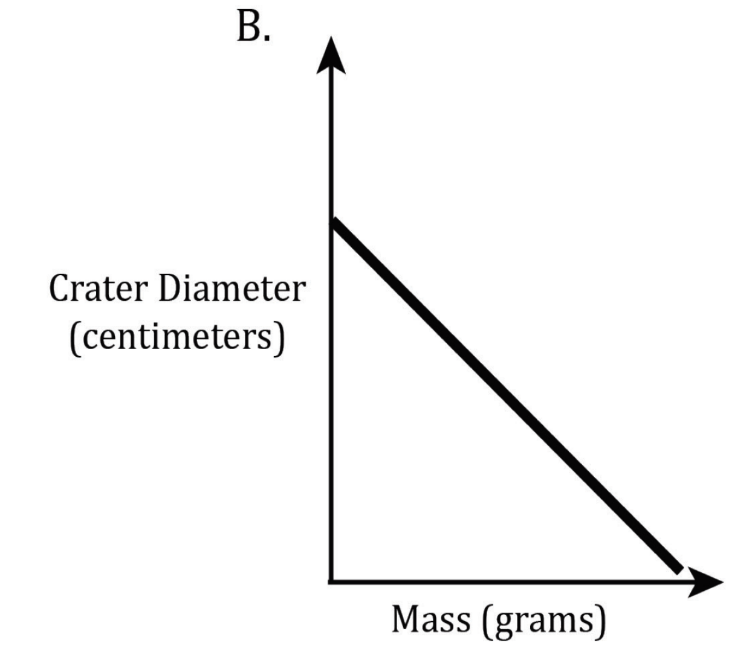 B.
Crater Diameter
(centimeters)
Mass (grams)